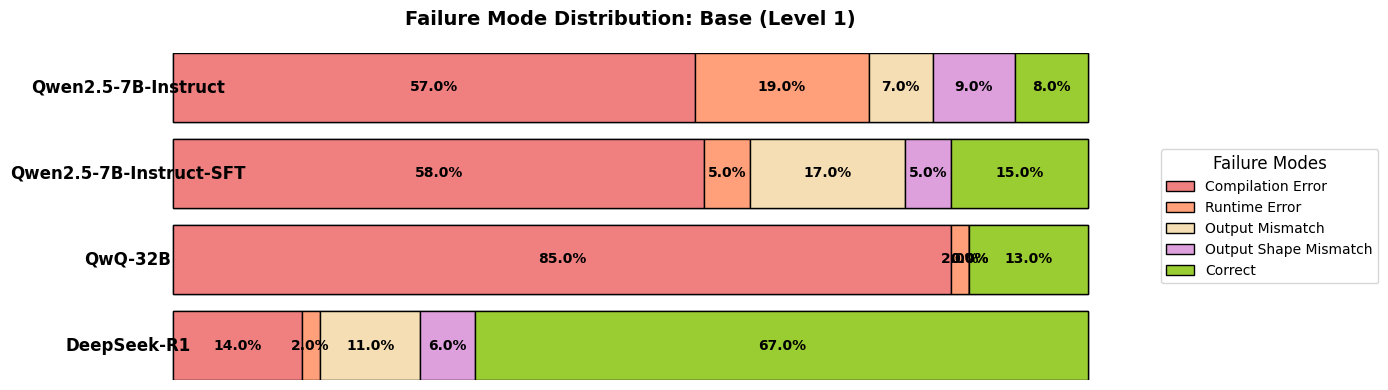 Failure Mode Distribution: Base (Level 1)
Qwen2.5-7B-Instruct 57.0% 19.0% 7.0% 9.0% 8.0%
Qwen2.5-7B-Instruct-SFT 58.0% 5.0% 17.0% 5.0% 15.0%
QwQ-32B 85.0% 13.0%
DeepSeek-R1 14.0% 2.0% 11.0% 6.0% 67.0%
Failure Modes
Compilation Error
Runtime Error
Output Mismatch
Output Shape Mismatch
Correct